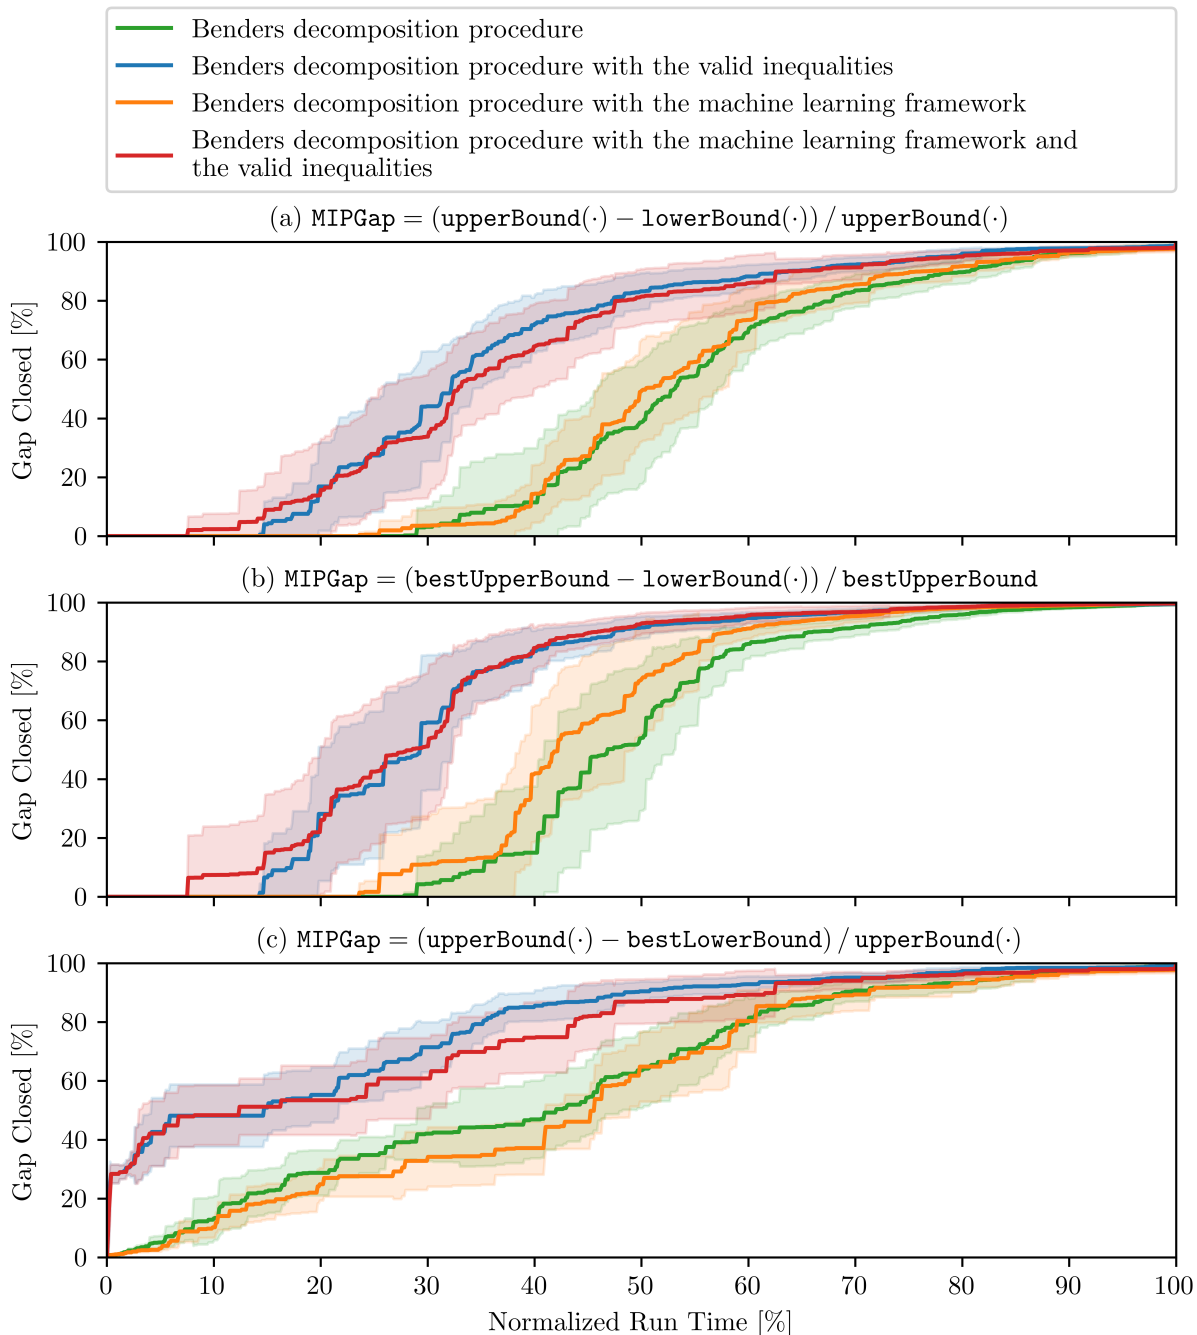 Benders decomposition procedure
Benders decomposition procedure with the valid inequalities
Benders decomposition procedure with the machine learning framework
Benders decomposition procedure with the machine learning framework and
the valid inequalities
(a) MIPGap = (upperBound(·) − lowerBound(·)) / upperBound(·)
100
80
60
40
20
0
Gap Closed [%]
(b) MIPGap = (bestUpperBound − lowerBound(·)) / bestUpperBound
100
80
60
40
20
0
Gap Closed [%]
(c) MIPGap = (upperBound(·) − bestLowerBound) / upperBound(·)
100
80
60
40
20
0
Gap Closed [%]
0 10 20 30 40 50 60 70 80 90 100
Normalized Run Time [%]